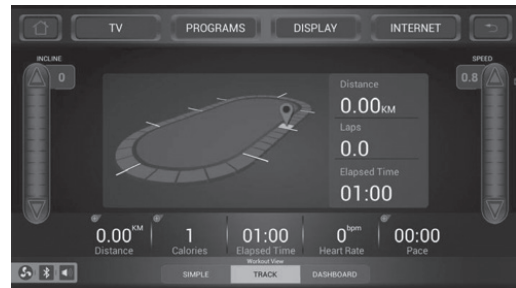 TV PROGRAMS DISPLAY INTERNET
INCLINE SPEED
0 0.8
Distance
0.00KM
Laps
0.0
Elapsed Time
01:00
0.00KM 1 01:00 0bpm 00:00
Distance Calories Elapsed Time Heart Rate Pace
Workout View
SIMPLE TRACK DASHBOARD